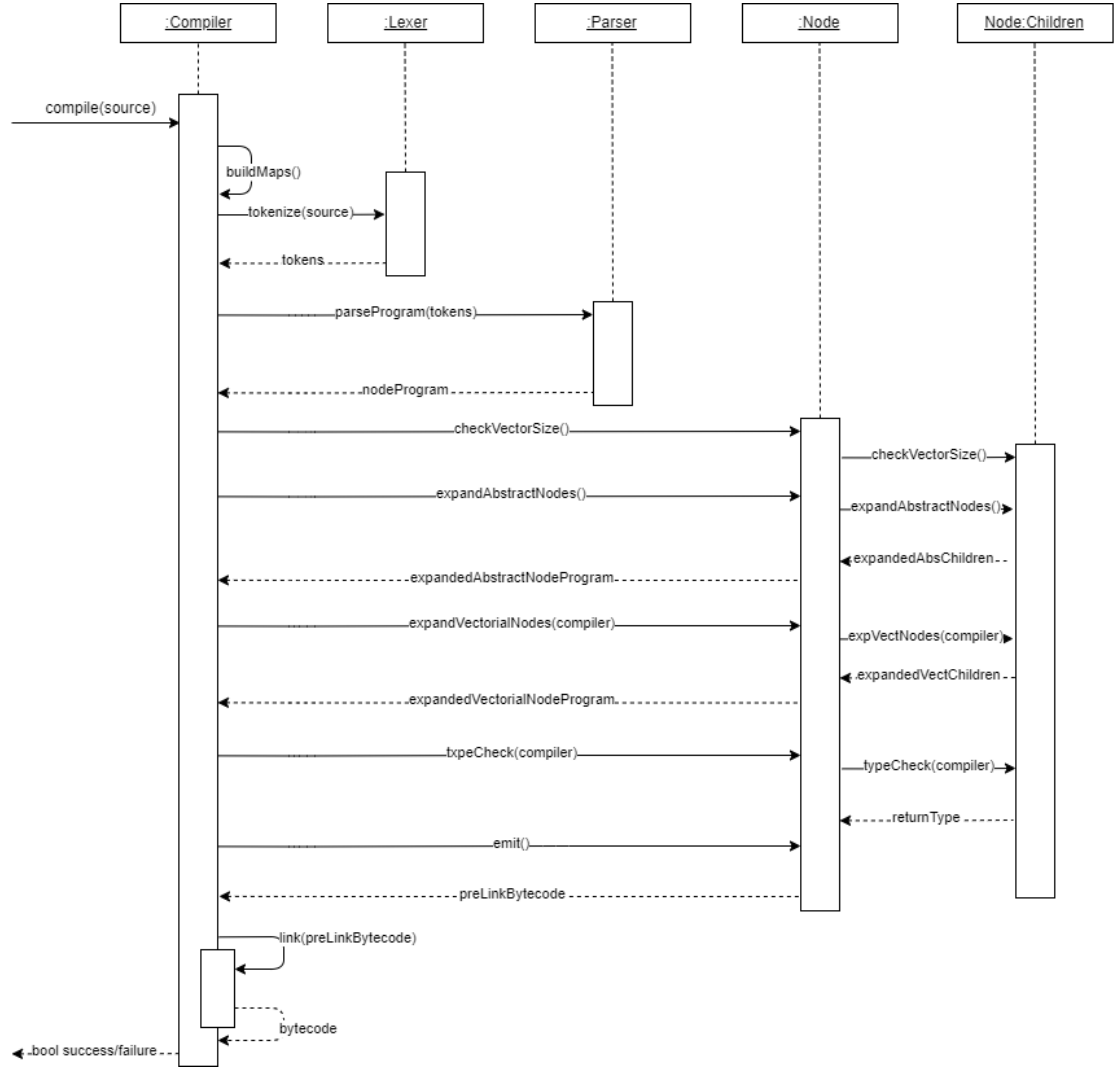 :Compiler
:Lexer
:Parser
:Node
Node:Children
compile(source)
buildMaps()
tokenize(source)
tokens
parseProgram(tokens)
nodeProgram
checkVectorSize()
checkVectorSize()
expandAbstractNodes()
expandAbstractNodes()
expandedAbsChildren
expandedAbstractNodeProgram
expandVectorialNodes(compiler)
expVectNodes(compiler)
expandedVectChildren
expandedVectorialNodeProgram
txpeCheck(compiler)
typeCheck(compiler)
returnType
emit()
preLinkBytecode
link(preLinkBytecode)
bytecode
bool success/failure